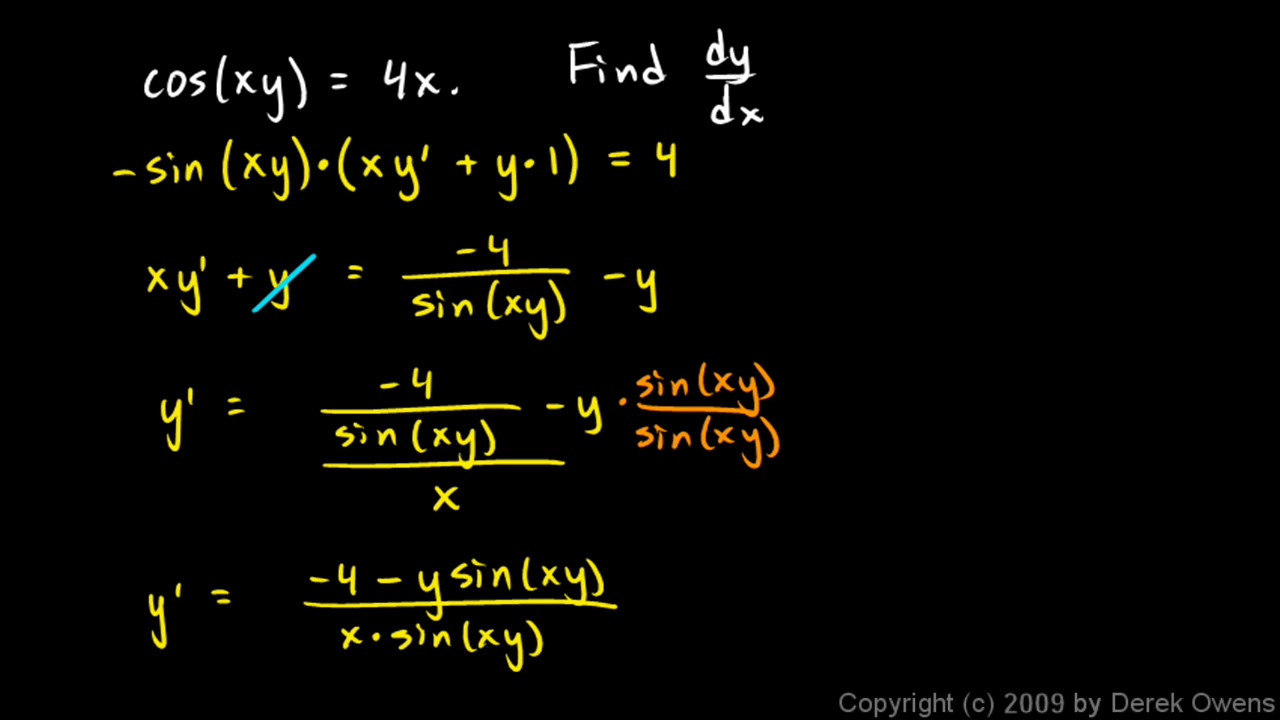 cos(xy) = 4x. Find dy/dx
-sin(xy)·(xy' + y·1) = 4
xy' + y = -4/sin(xy) - y
y' = (-4/sin(xy) - y · sin(xy)/sin(xy))/x
y' = (-4 - y sin(xy))/(x·sin(xy))
Copyright (c) 2009 by Derek Owens